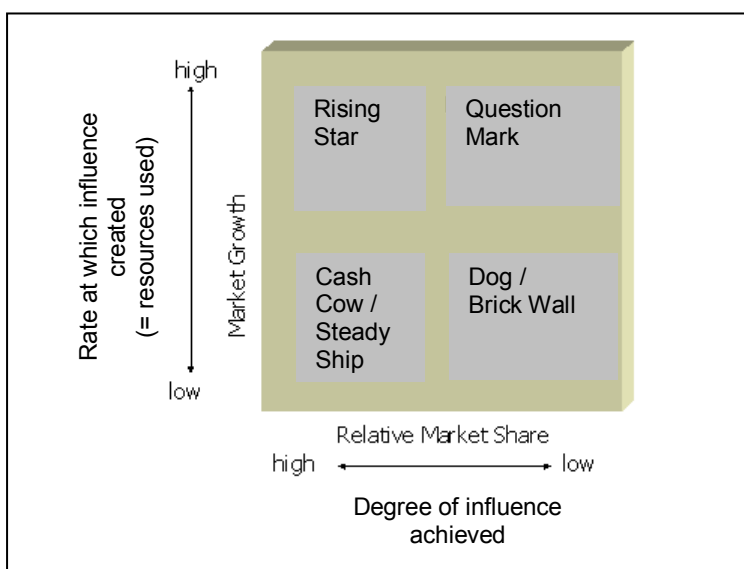 high
Rate at which influence
created
(= resources used)
Market Growth
low
Rising
Star
Question
Mark
Cash
Cow /
Steady
Ship
Dog /
Brick Wall
Relative Market Share
high
low
Degree of influence
achieved